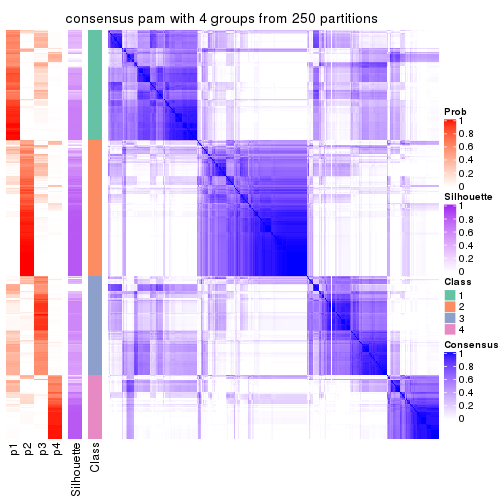 consensus pam with 4 groups from 250 partitions
Prob
1
0.8
0.6
0.4
0.2
0
Silhouette
1
0.8
0.6
0.4
0.2
0
Class
1
2
3
4
Consensus
1
0.8
0.6
0.4
0.2
0
p1
p2
p3
p4
Silhouette
Class